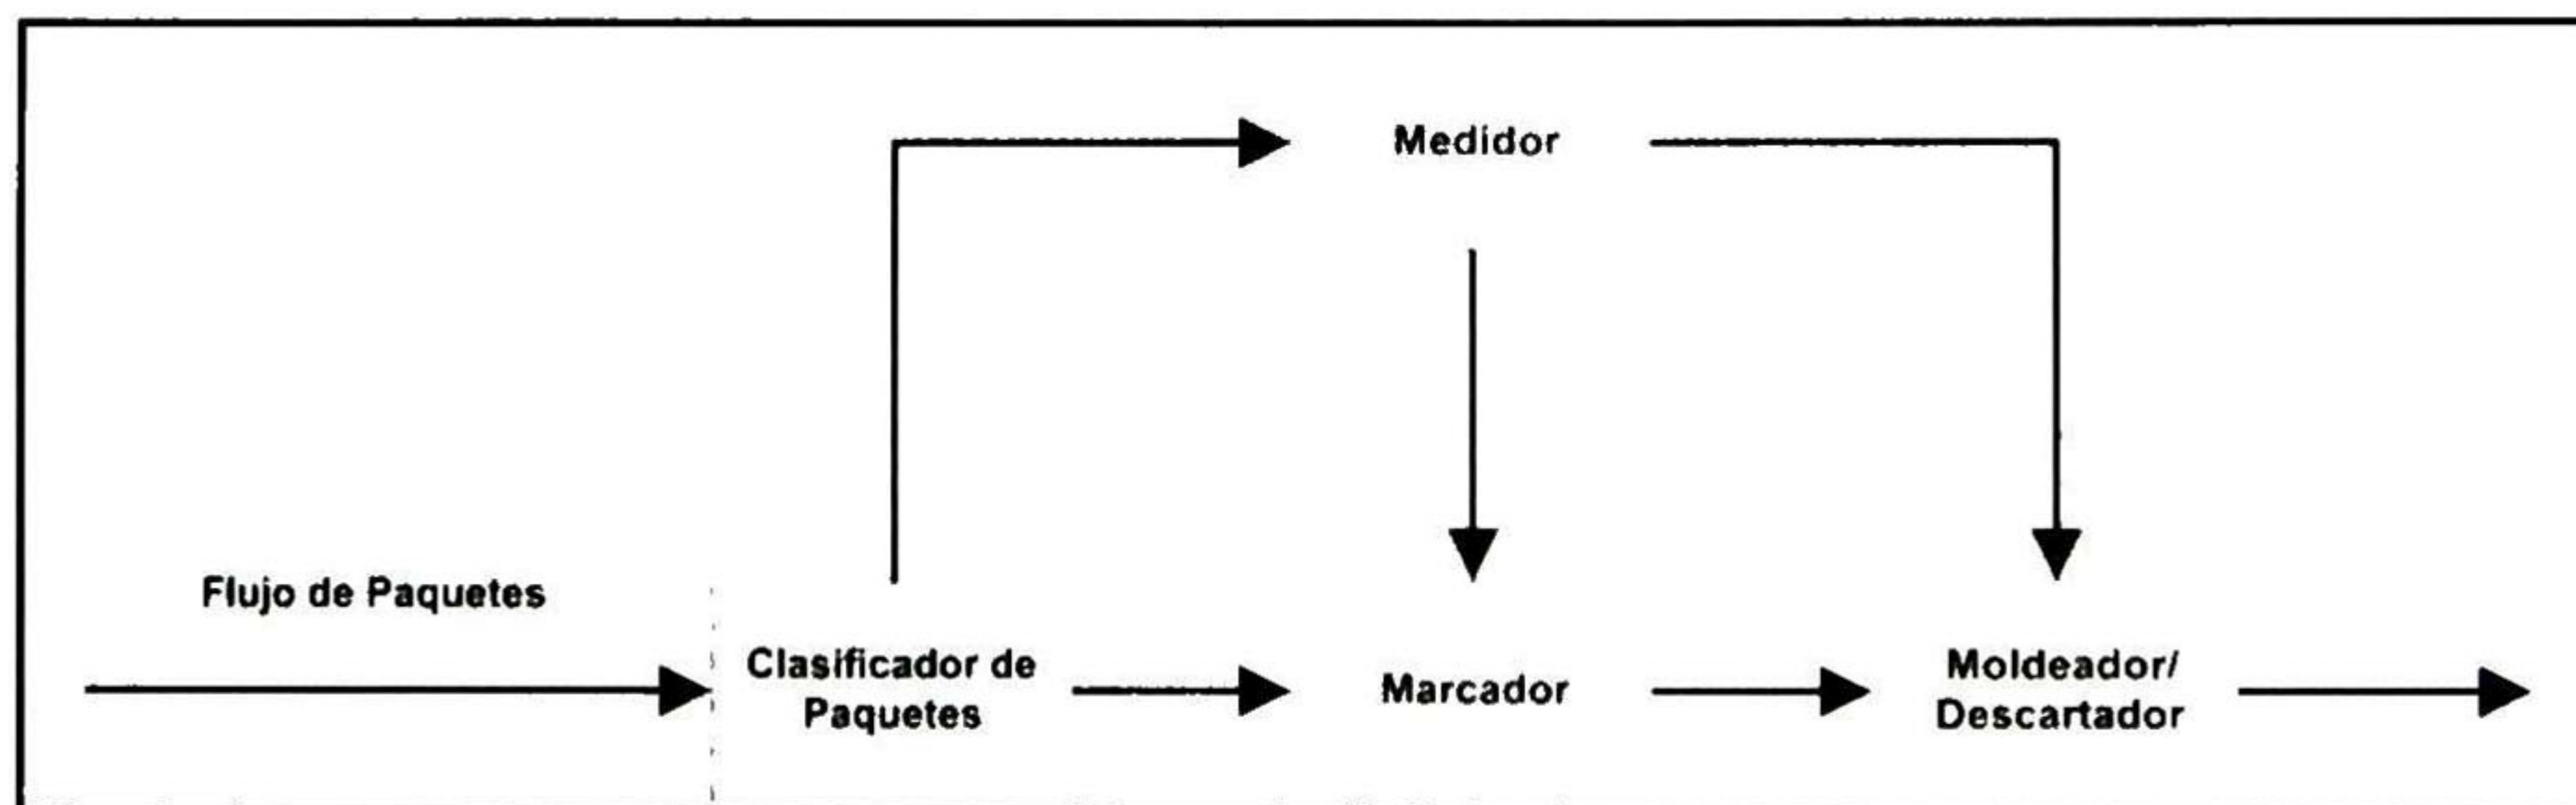 Medidor
Flujo de Paquetes
Clasificador de
Paquetes
Marcador
Moldeador/
Descartador